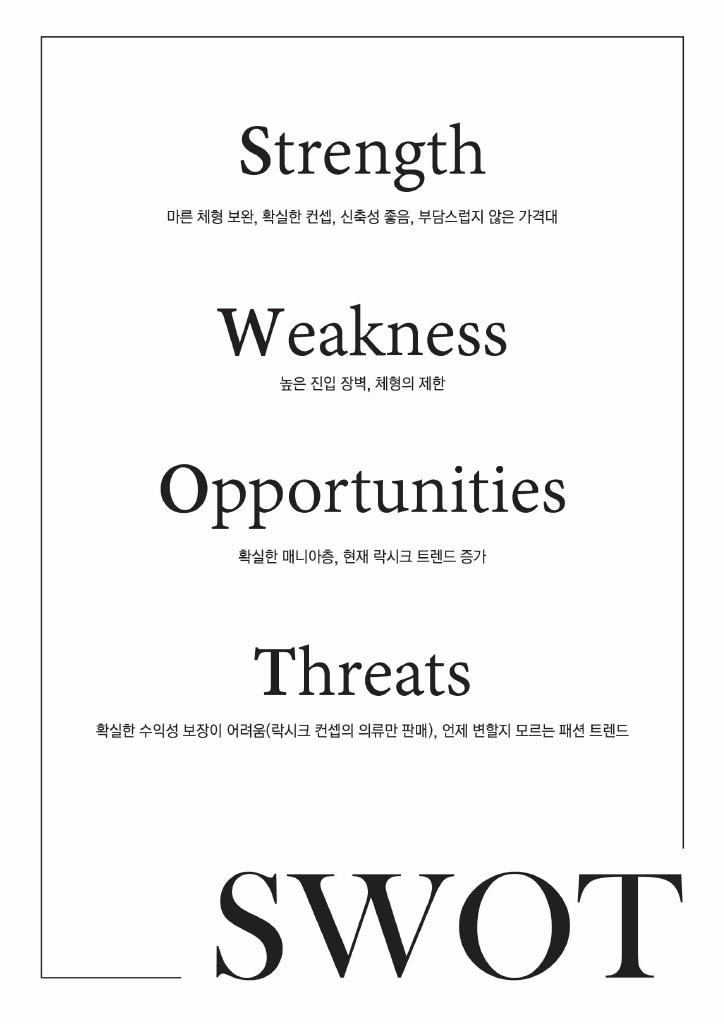 Strength
마른 체형 보완, 확실한 컨셉, 신축성 좋음, 부담스럽지 않은 가격대
Weakness
높은 진입 장벽, 체형의 제한
Opportunities
확실한 매니아층, 현재 락시크 트렌드 증가
Threats
확실한 수익성 보장이 어려움(락시크 컨셉의 의류만 판매), 언제 변할지 모르는 패션 트렌드
SWOT